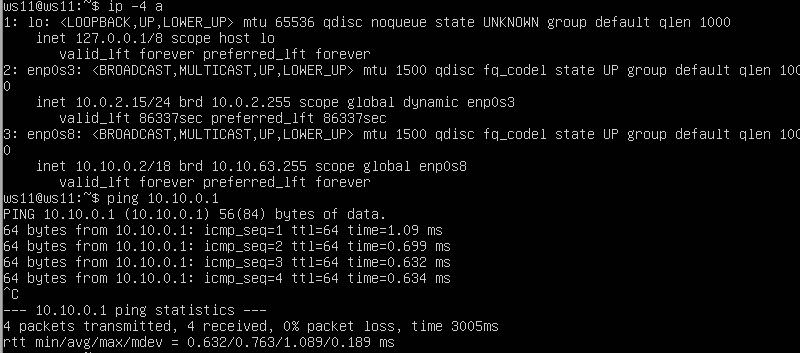 ws11@ws11:~$ ip -4 a
1: lo: <LOOPBACK,UP,LOWER_UP> mtu 65536 qdisc noqueue state UNKNOWN group default qlen 1000
    inet 127.0.0.1/8 scope host lo
       valid_lft forever preferred_lft forever
2: enp0s3: <BROADCAST,MULTICAST,UP,LOWER_UP> mtu 1500 qdisc fq_codel state UP group default qlen 100
0
    inet 10.0.2.15/24 brd 10.0.2.255 scope global dynamic enp0s3
       valid_lft 86337sec preferred_lft 86337sec
3: enp0s8: <BROADCAST,MULTICAST,UP,LOWER_UP> mtu 1500 qdisc fq_codel state UP group default qlen 100
0
    inet 10.10.0.2/18 brd 10.10.63.255 scope global enp0s8
       valid_lft forever preferred_lft forever
ws11@ws11:~$ ping 10.10.0.1
PING 10.10.0.1 (10.10.0.1) 56(84) bytes of data.
64 bytes from 10.10.0.1: icmp_seq=1 ttl=64 time=1.09 ms
64 bytes from 10.10.0.1: icmp_seq=2 ttl=64 time=0.699 ms
64 bytes from 10.10.0.1: icmp_seq=3 ttl=64 time=0.632 ms
64 bytes from 10.10.0.1: icmp_seq=4 ttl=64 time=0.634 ms
^C
--- 10.10.0.1 ping statistics ---
4 packets transmitted, 4 received, 0% packet loss, time 3005ms
rtt min/avg/max/mdev = 0.632/0.763/1.089/0.189 ms